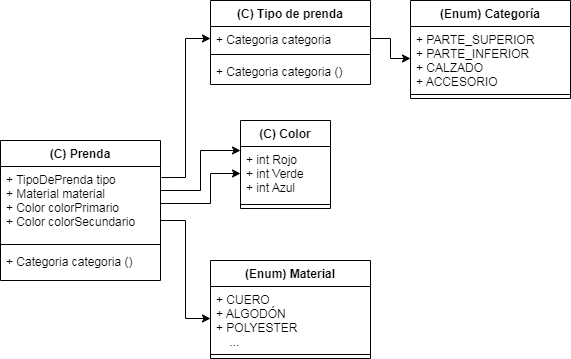 (C) Tipo de prenda
+ Categoria categoria
+ Categoria categoria ()
(Enum) Categoría
+ PARTE_SUPERIOR
+ PARTE_INFERIOR
+ CALZADO
+ ACCESORIO
(C) Prenda
+ TipoDePrenda tipo
+ Material material
+ Color colorPrimario
+ Color colorSecundario
+ Categoria categoria ()
(C) Color
+ int Rojo
+ int Verde
+ int Azul
(Enum) Material
+ CUERO
+ ALGODÓN
+ POLYESTER
...